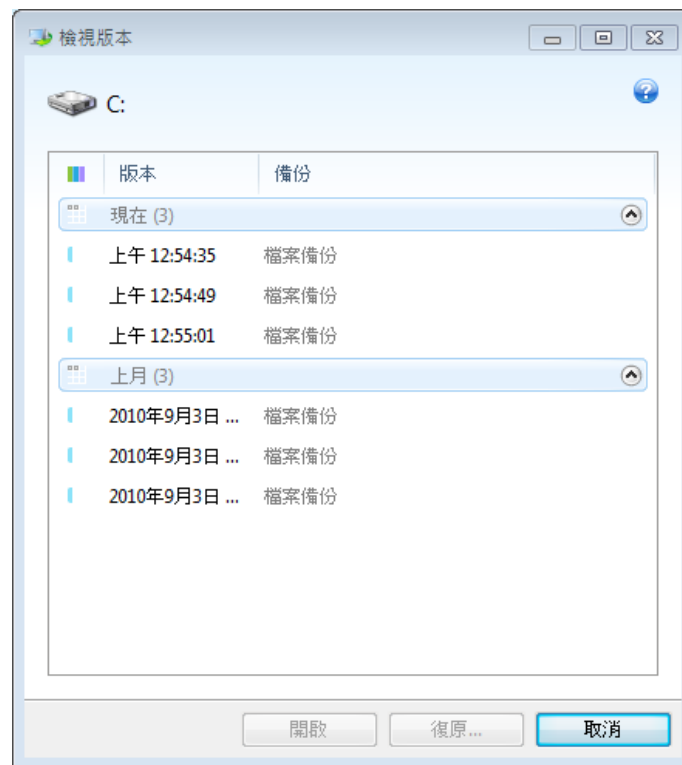 檢視版本
C:
版本 備份
現在 (3)
上午 12:54:35 檔案備份
上午 12:54:49 檔案備份
上午 12:55:01 檔案備份
上月 (3)
2010年9月3日 ... 檔案備份
2010年9月3日 ... 檔案備份
2010年9月3日 ... 檔案備份
開啟 復原... 取消